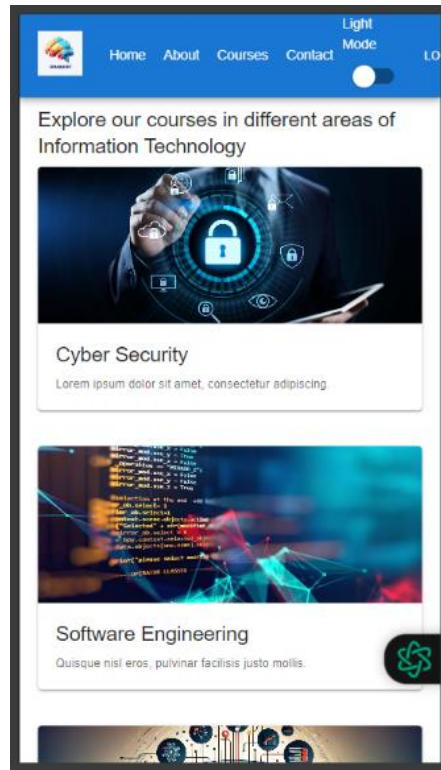 Light
Mode
Home About Courses Contact LO
Explore our courses in different areas of
Information Technology
Cyber Security
Lorem ipsum dolor sit amet, consectetur adipiscing.
Software Engineering
Quisque nisl eros, pulvinar facilisis justo mollis.